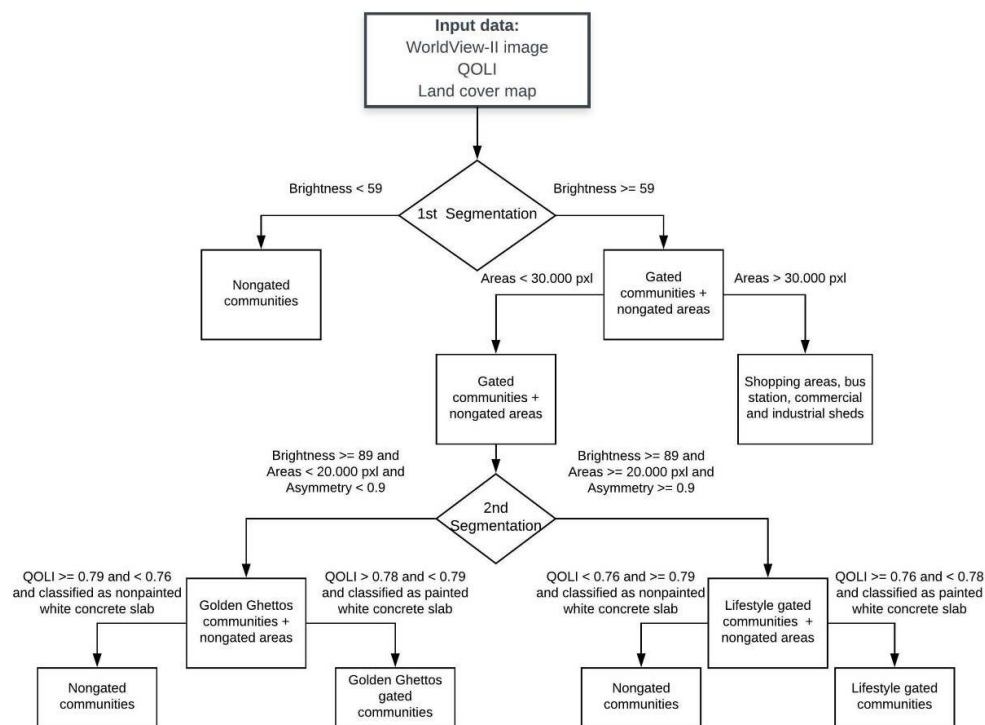 Input data:
WorldView-II image
QOLI
Land cover map
Brightness < 59
Brightness >= 59
1st Segmentation
Nongated
communities
Gated
communities +
nongated areas
Areas < 30.000 pxl
Areas > 30.000 pxl
Gated
communities +
nongated areas
Shopping areas, bus
station, commercial
and industrial sheds
Brightness >= 89 and
Areas < 20.000 pxl and
Asymmetry < 0.9
Brightness >= 89 and
Areas >= 20.000 pxl and
Asymmetry >= 0.9
2nd
Segmentation
QOLI >= 0.79 and < 0.76
and classified as nonpainted
white concrete slab
Golden Ghettos
communities +
nongated areas
QOLI > 0.78 and < 0.79
and classified as painted
white concrete slab
QOLI < 0.76 and >= 0.79
and classified as nonpainted
white concrete slab
Lifestyle gated
communities +
nongated areas
QOLI >= 0.76 and < 0.78
and classified as painted
white concrete slab
Nongated
communities
Golden Ghettos
gated
communities
Nongated
communities
Lifestyle gated
communities